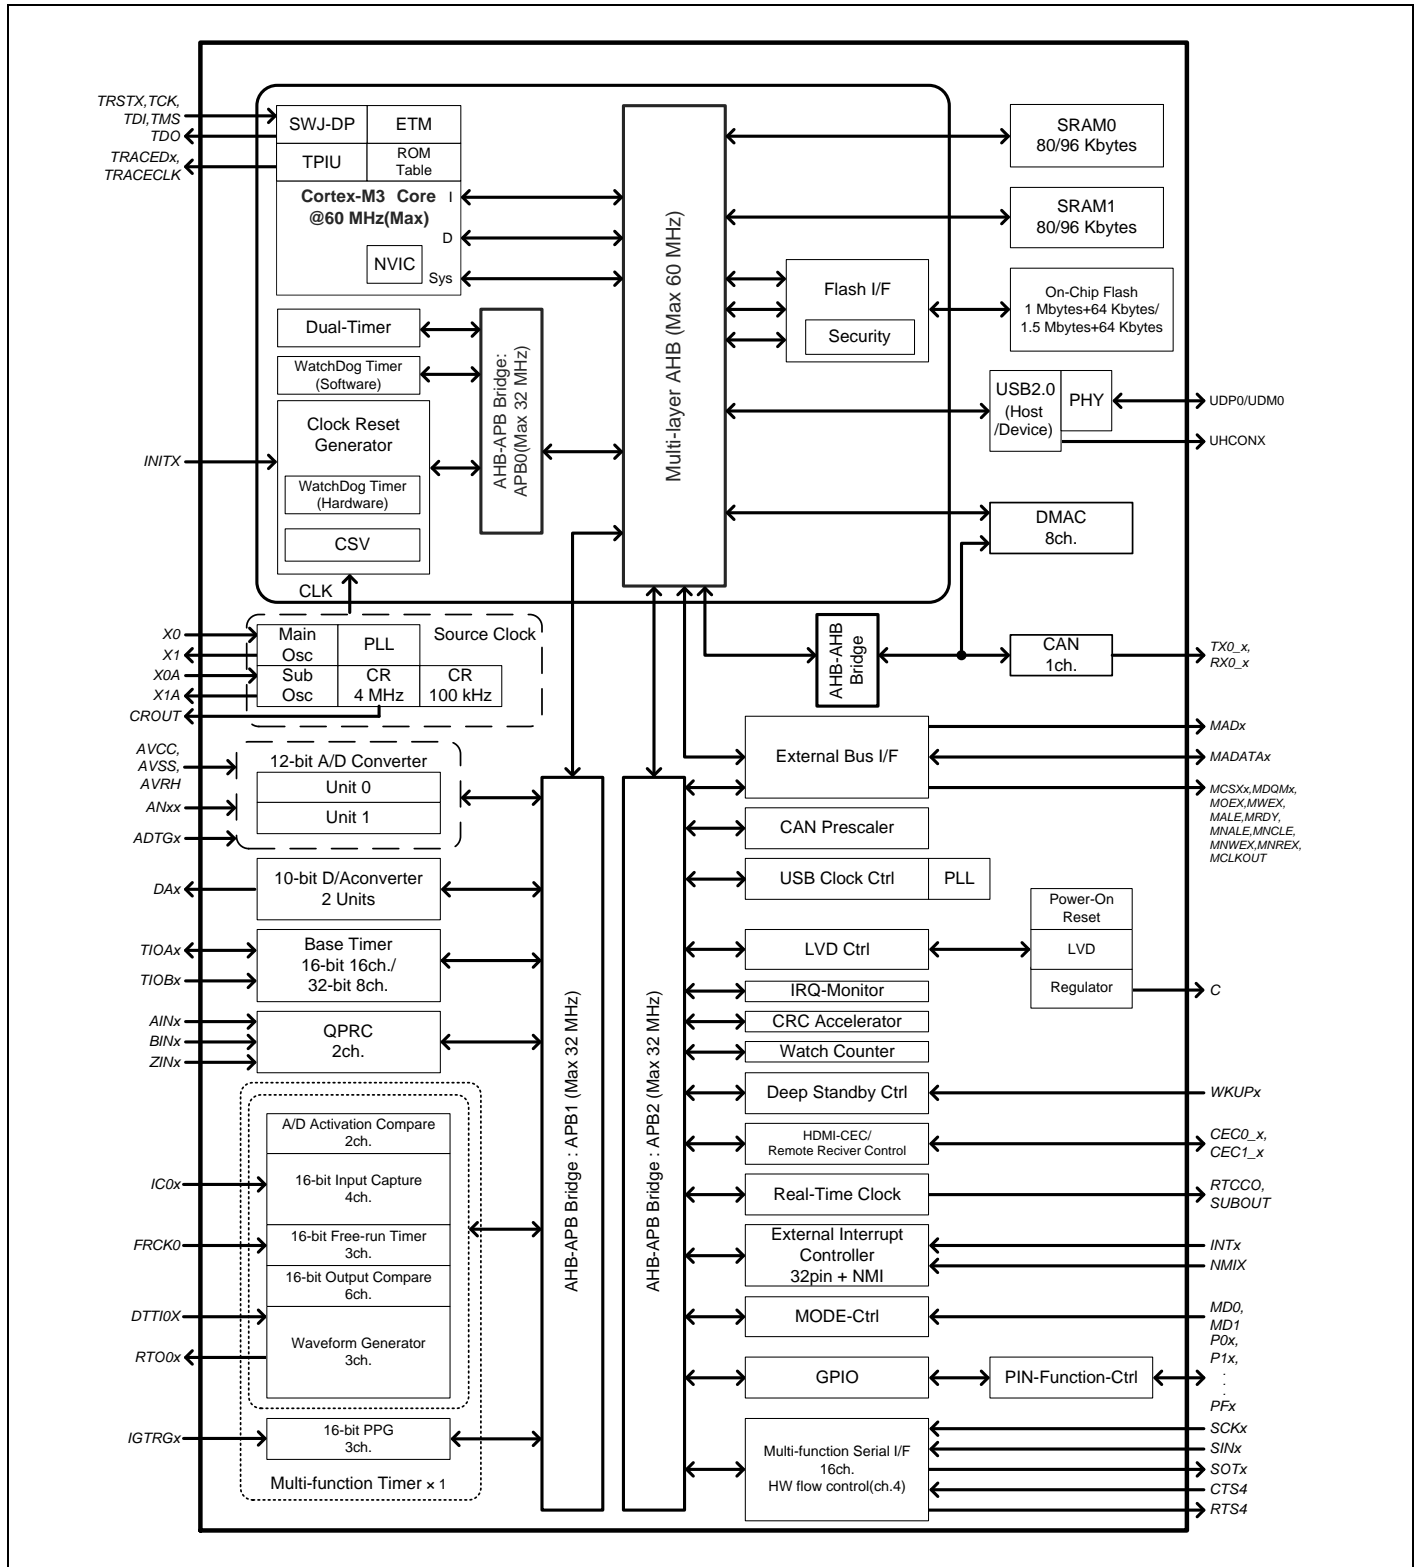 TRSTX,TCK,
TDI,TMS
TDO
TRACEDx,
TRACECLK
SWJ-DP
ETM
TPIU
ROM
Table
Cortex-M3 Core
@60 MHz(Max)
I
D
Sys
NVIC
Dual-Timer
WatchDog Timer
(Software)
Clock Reset
Generator
WatchDog Timer
(Hardware)
CSV
INITX
CLK
AHB-APB Bridge:
APB0(Max 32 MHz)
Multi-layer AHB (Max 60 MHz)
SRAM0
80/96 Kbytes
SRAM1
80/96 Kbytes
Flash I/F
Security
On-Chip Flash
1 Mbytes+64 Kbytes/
1.5 Mbytes+64 Kbytes
USB2.0
(Host
/Device)
PHY
UDP0/UDM0
UHCONX
DMAC
8ch.
AHB-AHB
Bridge
CAN
1ch.
TX0_x,
RX0_x
X0
X1
X0A
X1A
CROUT
Main
Osc
PLL
Source Clock
Sub
Osc
CR
4 MHz
CR
100 kHz
AVCC,
AVSS,
AVRH
ANxx
ADTGx
12-bit A/D Converter
Unit 0
Unit 1
DAx
10-bit D/Aconverter
2 Units
TIOAx
TIOBx
Base Timer
16-bit 16ch./
32-bit 8ch.
AINx
BINx
ZINx
QPRC
2ch.
A/D Activation Compare
2ch.
IC0x
16-bit Input Capture
4ch.
FRCK0
16-bit Free-run Timer
3ch.
16-bit Output Compare
6ch.
DTTI0X
RTO0x
Waveform Generator
3ch.
IGTRGx
16-bit PPG
3ch.
Multi-function Timer × 1
AHB-APB Bridge : APB1 (Max 32 MHz)
AHB-APB Bridge : APB2 (Max 32 MHz)
External Bus I/F
MADx
MADATAx
MCSXx,MDQMx,
MOEX,MWEX,
MALE,MRDY,
MNALE,MNCLE,
MNWEX,MNREX,
MCLKOUT
CAN Prescaler
USB Clock Ctrl
PLL
Power-On
Reset
LVD
Regulator
LVD Ctrl
C
IRQ-Monitor
CRC Accelerator
Watch Counter
Deep Standby Ctrl
WKUPx
HDMI-CEC/
Remote Reciver Control
CEC0_x,
CEC1_x
Real-Time Clock
RTCCO,
SUBOUT
External Interrupt
Controller
32pin + NMI
INTx
NMIX
MODE-Ctrl
MD0,
MD1
GPIO
PIN-Function-Ctrl
P0x,
P1x,
.
.
.
PFx
Multi-function Serial I/F
16ch.
HW flow control(ch.4)
SCKx
SINx
SOTx
CTS4
RTS4